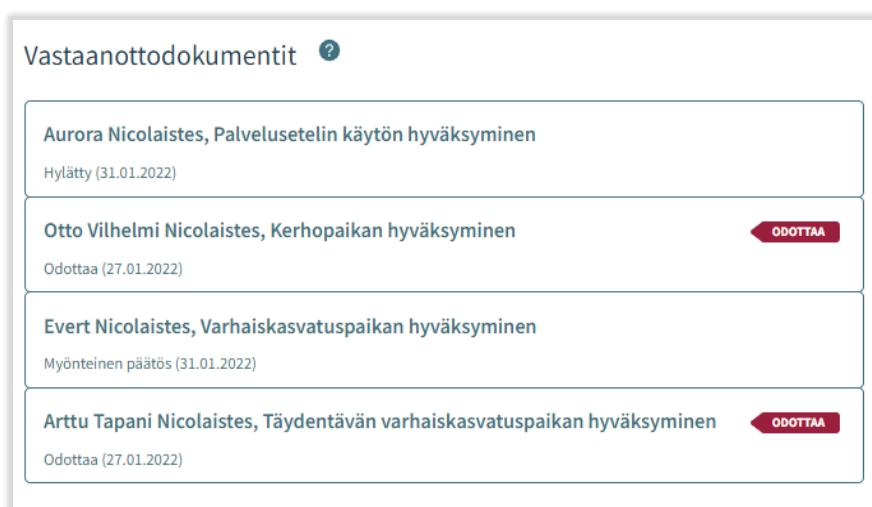 Vastaanottodokumentit ?
Aurora Nicolaistes, Palvelusetelin käytön hyväksyminen
Hylätty (31.01.2022)
Otto Vilhelmi Nicolaistes, Kerhopaikan hyväksyminen ODOTTAA
Odottaa (27.01.2022)
Evert Nicolaistes, Varhaiskasvatuspaikan hyväksyminen
Myönteinen päätös (31.01.2022)
Arttu Tapani Nicolaistes, Täydentävän varhaiskasvatuspaikan hyväksyminen ODOTTAA
Odottaa (27.01.2022)